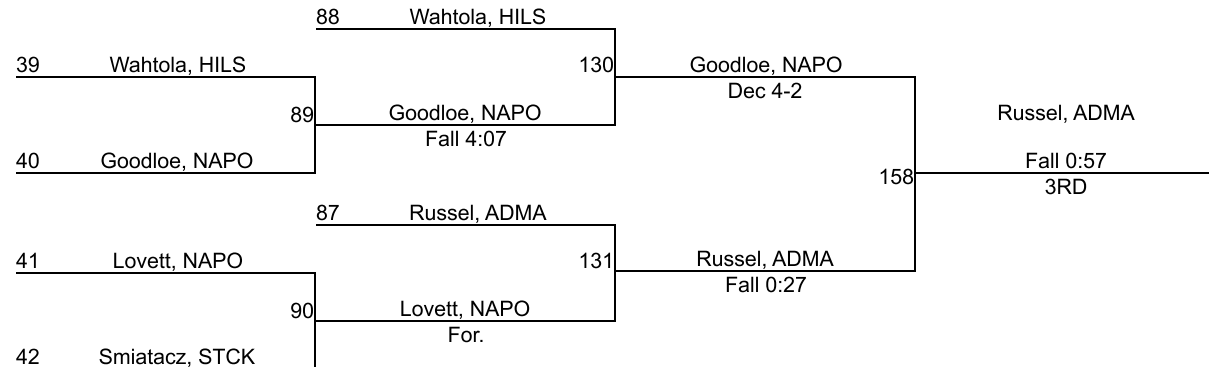 88 Wahtola, HILS
39 Wahtola, HILS
130 Goodloe, NAPO
Dec 4-2
89 Goodloe, NAPO
Fall 4:07
Russel, ADMA
40 Goodloe, NAPO
Fall 0:57
158
3RD
87 Russel, ADMA
41 Lovett, NAPO
131 Russel, ADMA
Fall 0:27
90 Lovett, NAPO
For.
42 Smiatacz, STCK